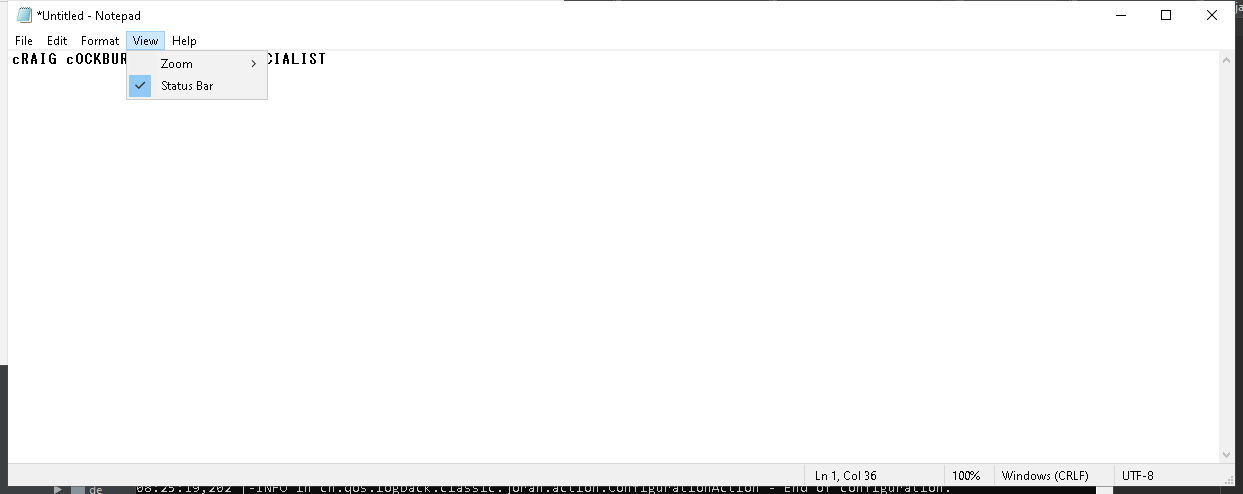 *Untitled - Notepad
File Edit Format View Help
cRAIG cOCKBUR CIALIST
Zoom
Status Bar
Ln 1, Col 36 100% Windows (CRLF) UTF-8
de 08:25:19,202 |-INFO in ch.qos.logback.classic.joran.action.ConfigurationAction - End of configuration.